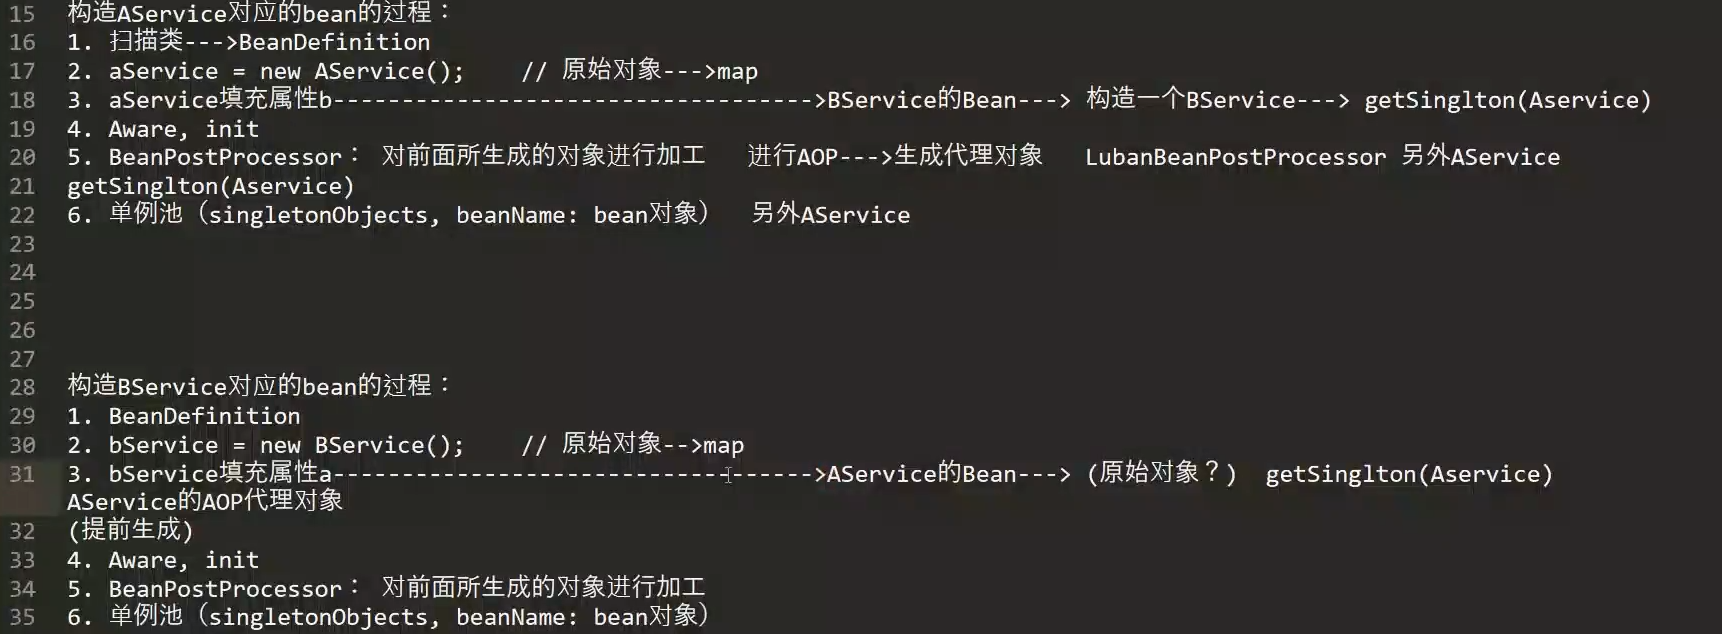 15 构造AService对应的bean的过程：
16 1. 扫描类--->BeanDefinition
17 2. aService = new AService();    // 原始对象--->map
18 3. aService填充属性b----------------------------------->BService的Bean---> 构造一个BService---> getSinglton(Aservice)
19 4. Aware, init
20 5. BeanPostProcessor： 对前面所生成的对象进行加工   进行AOP--->生成代理对象   LubanBeanPostProcessor 另外AService
21 getSinglton(Aservice)
22 6. 单例池（singletonObjects, beanName: bean对象）   另外AService
23
24
25
26
27
28 构造BService对应的bean的过程：
29 1. BeanDefinition
30 2. bService = new BService();    // 原始对象-->map
31 3. bService填充属性a----------------------------------->AService的Bean---> (原始对象？)  getSinglton(Aservice)
AService的AOP代理对象
32 (提前生成)
33 4. Aware, init
34 5. BeanPostProcessor： 对前面所生成的对象进行加工
35 6. 单例池（singletonObjects, beanName: bean对象）